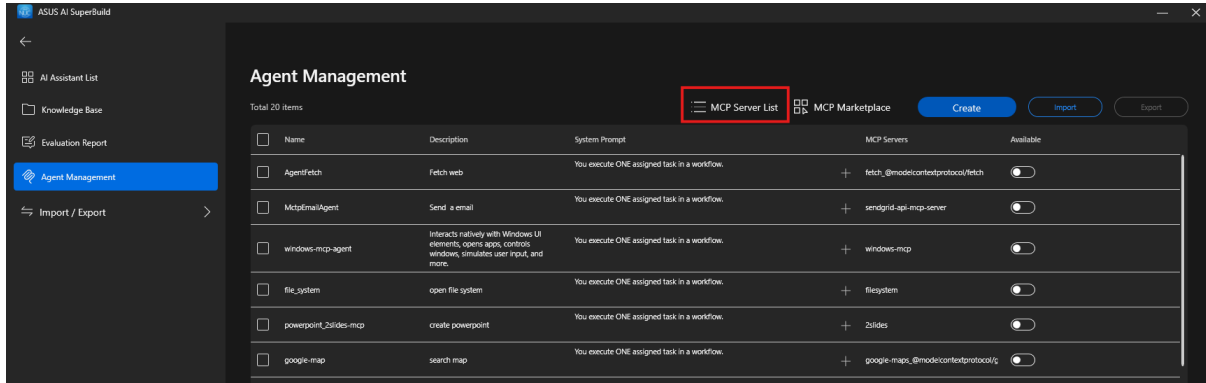 ASUS AI SuperBuild
AI Assistant List
Knowledge Base
Evaluation Report
Agent Management
Import / Export
Agent Management
Total 20 items
MCP Server List
MCP Marketplace
Create
Import
Export
Name Description System Prompt MCP Servers Available
AgentFetch Fetch web You execute ONE assigned task in a workflow. fetch_@modelcontextprotocol/fetch
MctpEmailAgent Send a email You execute ONE assigned task in a workflow. sendgrid-api-mcp-server
windows-mcp-agent
Interacts natively with Windows UI
elements, opens apps, controls
windows, simulates user input, and
more.
You execute ONE assigned task in a workflow.
windows-mcp
file_system open file system You execute ONE assigned task in a workflow. filesystem
powerpoint_2slides-mcp create powerpoint You execute ONE assigned task in a workflow. 2slides
google-map search map You execute ONE assigned task in a workflow. google-maps_@modelcontextprotocol/g